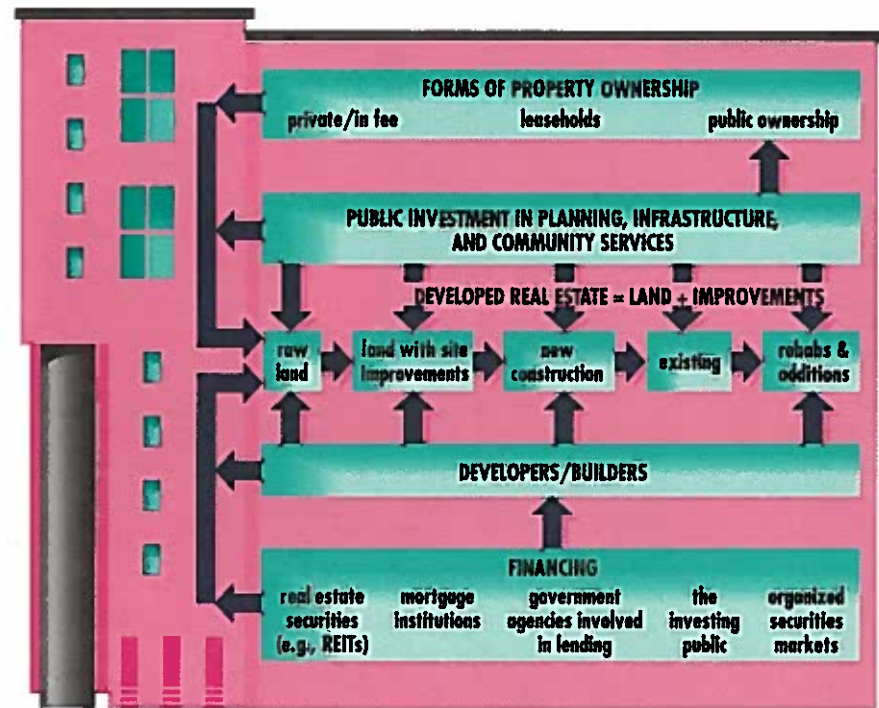 FORMS OF PROPERTY OWNERSHIP
private/in fee leaseholds public ownership
PUBLIC INVESTMENT IN PLANNING, INFRASTRUCTURE,
AND COMMUNITY SERVICES
DEVELOPED REAL ESTATE = LAND + IMPROVEMENTS
raw
land
land with site
improvements
new
construction
existing
rehabs &
additions
DEVELOPERS/BUILDERS
FINANCING
real estate
securities
(e.g., REITs)
mortgage
institutions
government
agencies involved
in lending
the
investing
public
organized
securities
markets